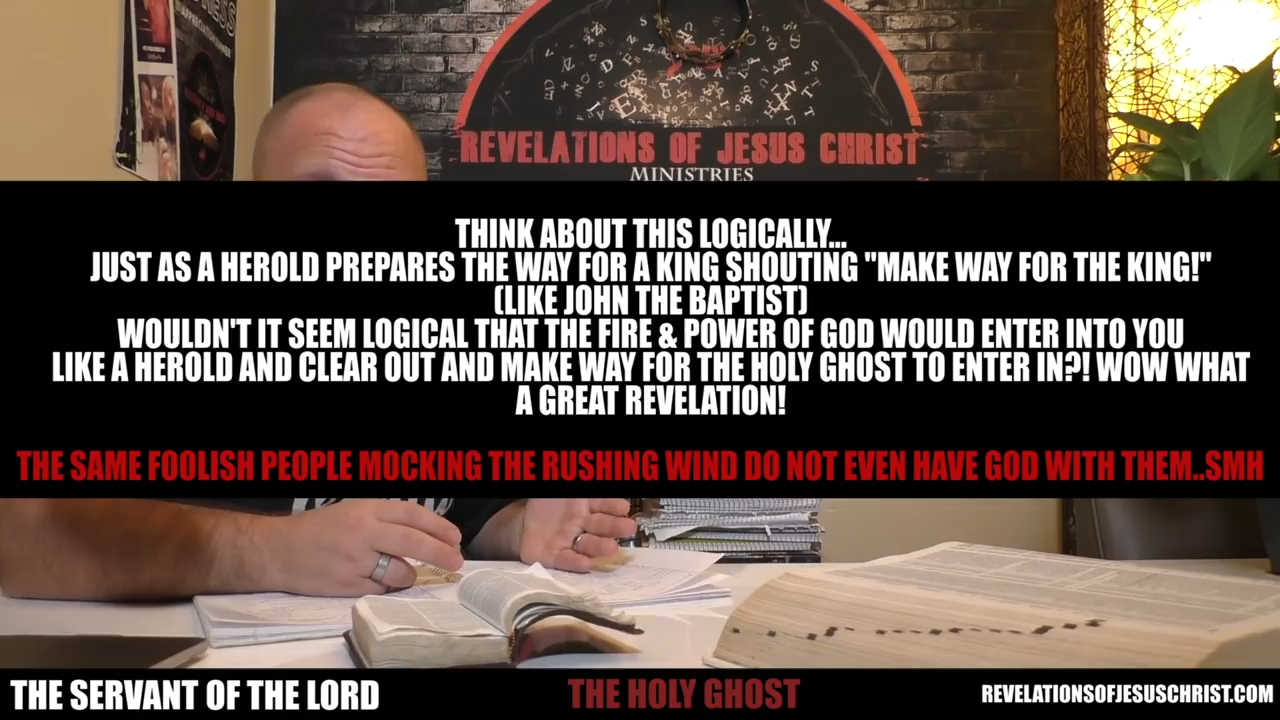 REVELATIONS OF JESUS CHRIST
MINISTRIES
THINK ABOUT THIS LOGICALLY...
JUST AS A HEROLD PREPARES THE WAY FOR A KING SHOUTING "MAKE WAY FOR THE KING!"
(LIKE JOHN THE BAPTIST)
WOULDN'T IT SEEM LOGICAL THAT THE FIRE & POWER OF GOD WOULD ENTER INTO YOU
LIKE A HEROLD AND CLEAR OUT AND MAKE WAY FOR THE HOLY GHOST TO ENTER IN?! WOW WHAT
A GREAT REVELATION!
THE SAME FOOLISH PEOPLE MOCKING THE RUSHING WIND DO NOT EVEN HAVE GOD WITH THEM..SMH
THE SERVANT OF THE LORD
THE HOLY GHOST
REVELATIONSOFJESUSCHRIST.COM